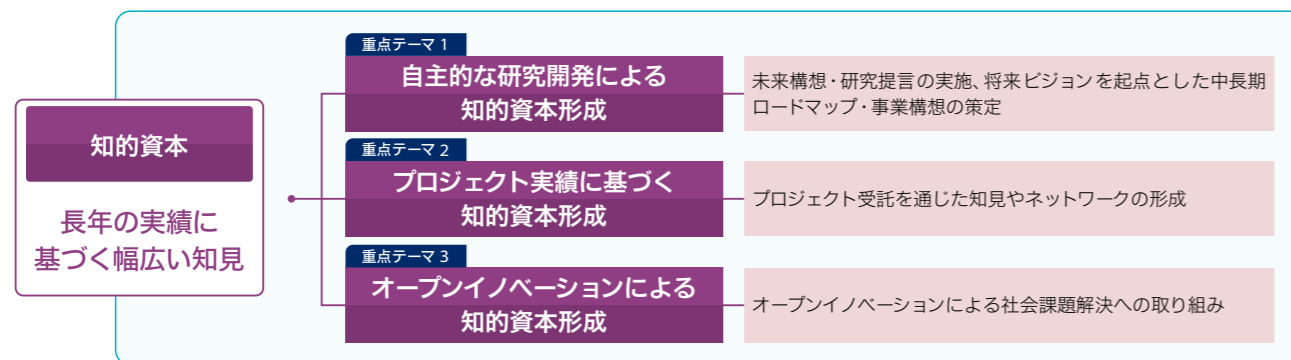 知的資本
長年の実績に
基づく幅広い知見
重点テーマ 1
自主的な研究開発による
知的資本形成
未来構想・研究提言の実施、将来ビジョンを起点とした中長期
ロードマップ・事業構想の策定
重点テーマ 2
プロジェクト実績に基づく
知的資本形成
プロジェクト受託を通じた知見やネットワークの形成
重点テーマ 3
オープンイノベーションによる
知的資本形成
オープンイノベーションによる社会課題解決への取り組み